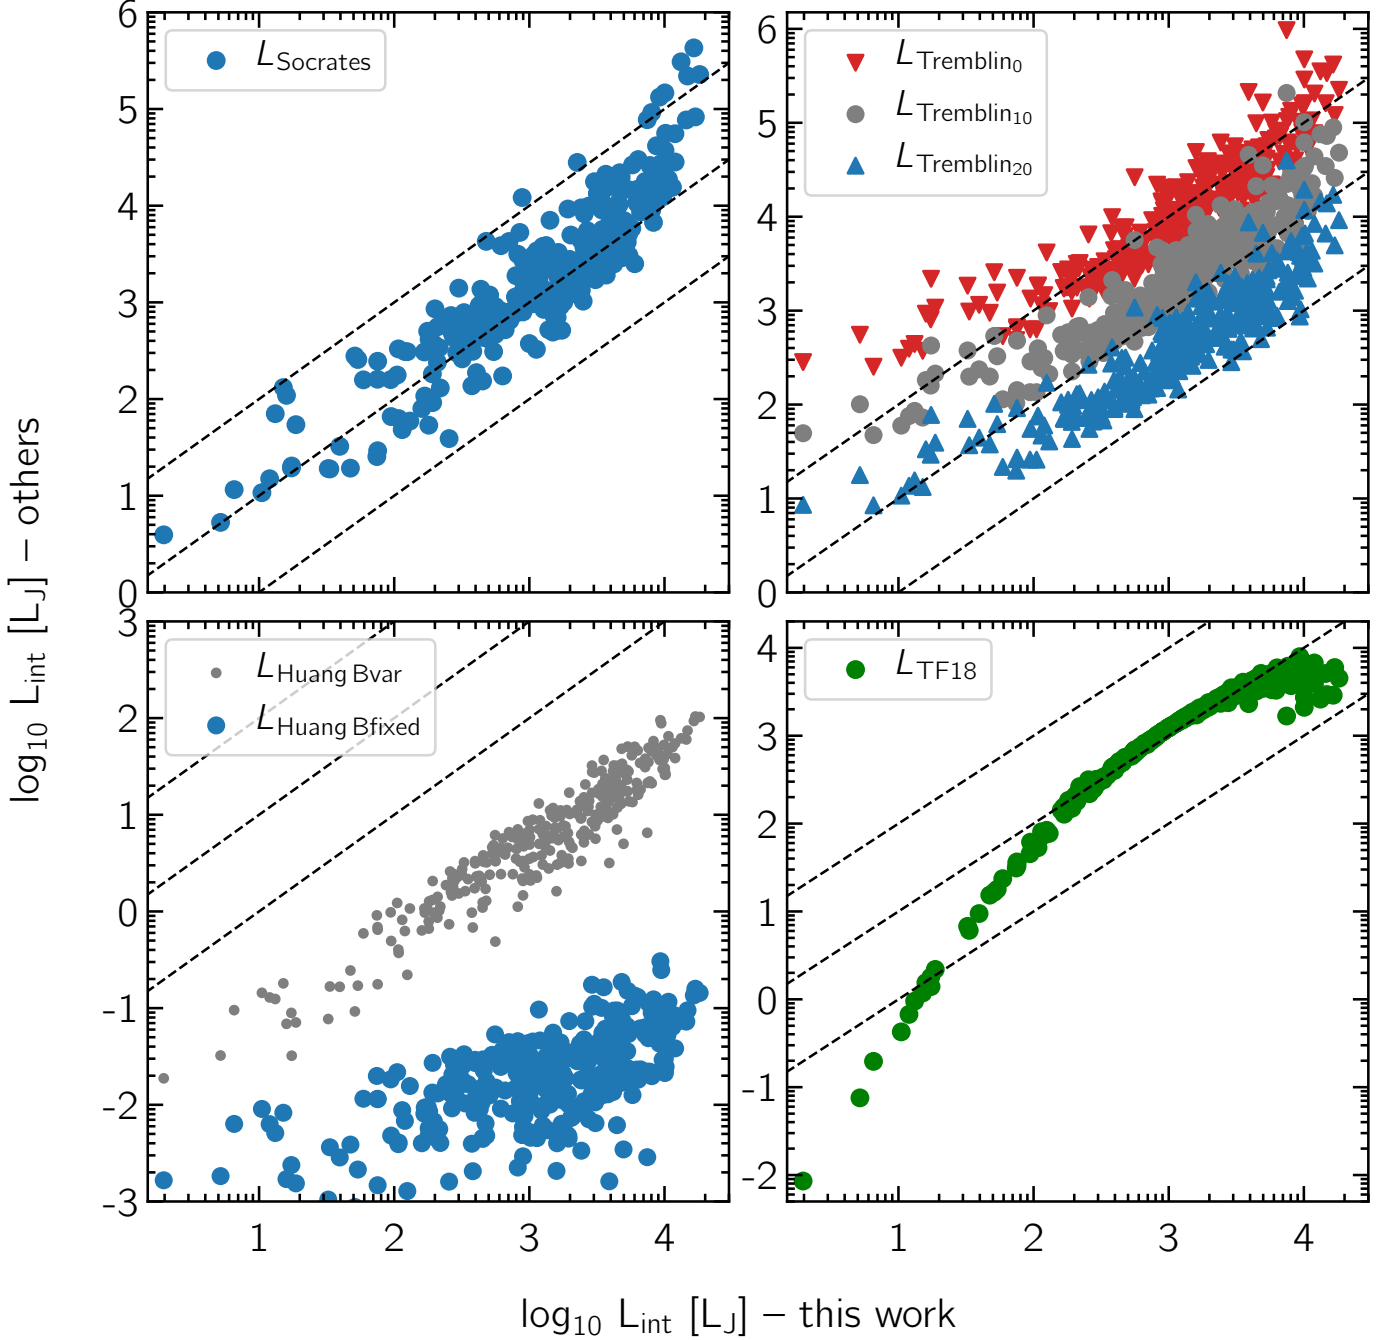 6
5
4
3
2
1
0
L_Socrates
6
5
4
3
2
1
0
L_Tremblin₀
L_Tremblin₁₀
L_Tremblin₂₀
3
2
1
0
-1
-2
-3
L_Huang Bvar
L_Huang Bfixed
1 2 3 4
4
3
2
1
0
-1
-2
L_TF18
1 2 3 4
log₁₀ L_int [L_J] – others
log₁₀ L_int [L_J] – this work